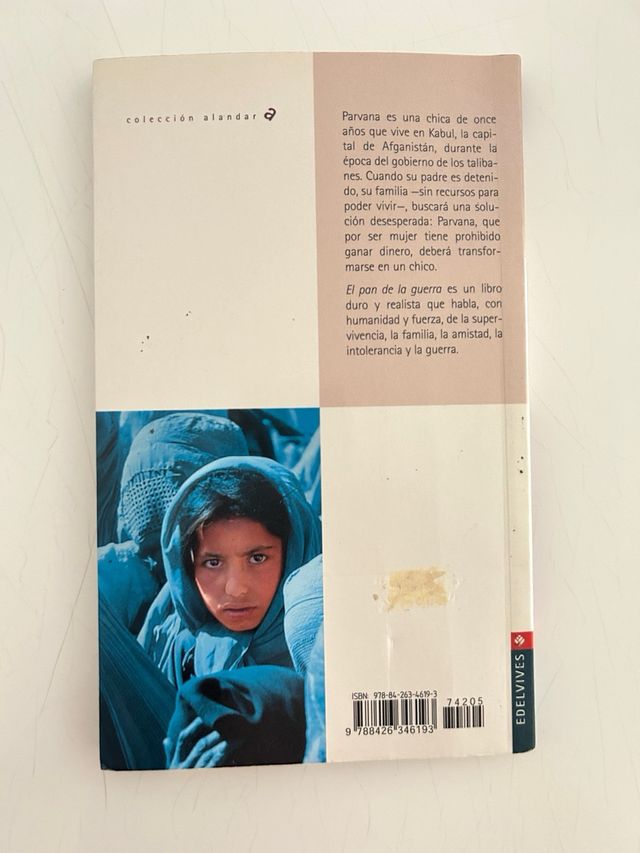 colección alandar a
Parvana es una chica de once
años que vive en Kabul, la capi-
tal de Afganistán, durante la
época del gobierno de los taliba-
nes. Cuando su padre es deteni-
do, su familia —sin recursos para
poder vivir—, buscará una solu-
ción desesperada: Parvana, que
por ser mujer tiene prohibido
ganar dinero, deberá transfor-
marse en un chico.
El pan de la guerra es un libro
duro y realista que habla, con
humanidad y fuerza, de la super-
vivencia, la familia, la amistad, la
intolerancia y la guerra.
ISBN: 978-84-263-4619-3
74205
9 788426 346193
EDELVIVES